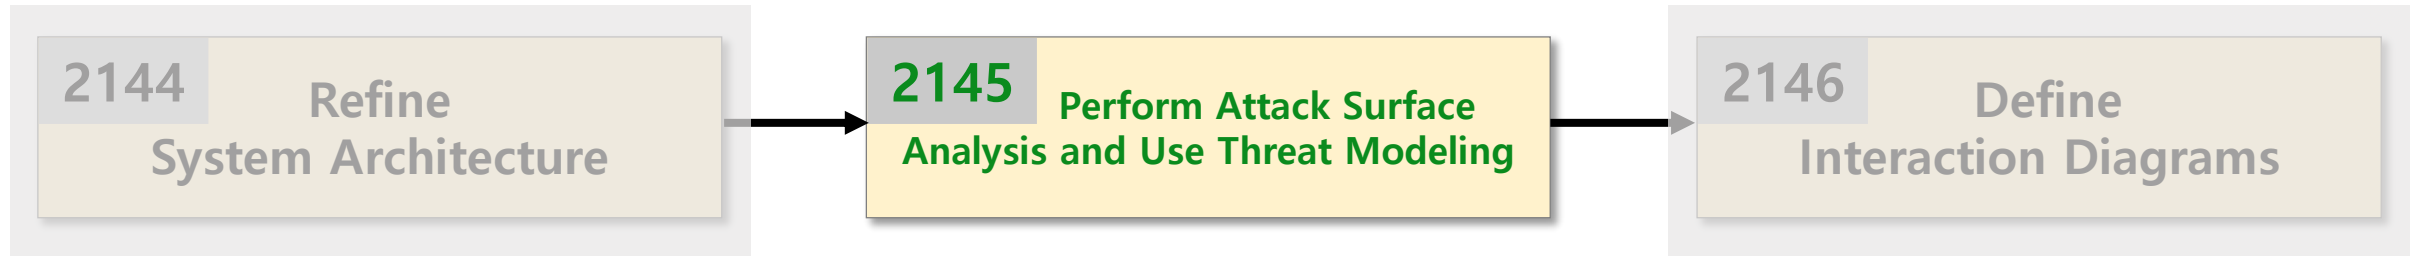 2144
Refine
System Architecture
2145
Perform Attack Surface
Analysis and Use Threat Modeling
2146
Define
Interaction Diagrams